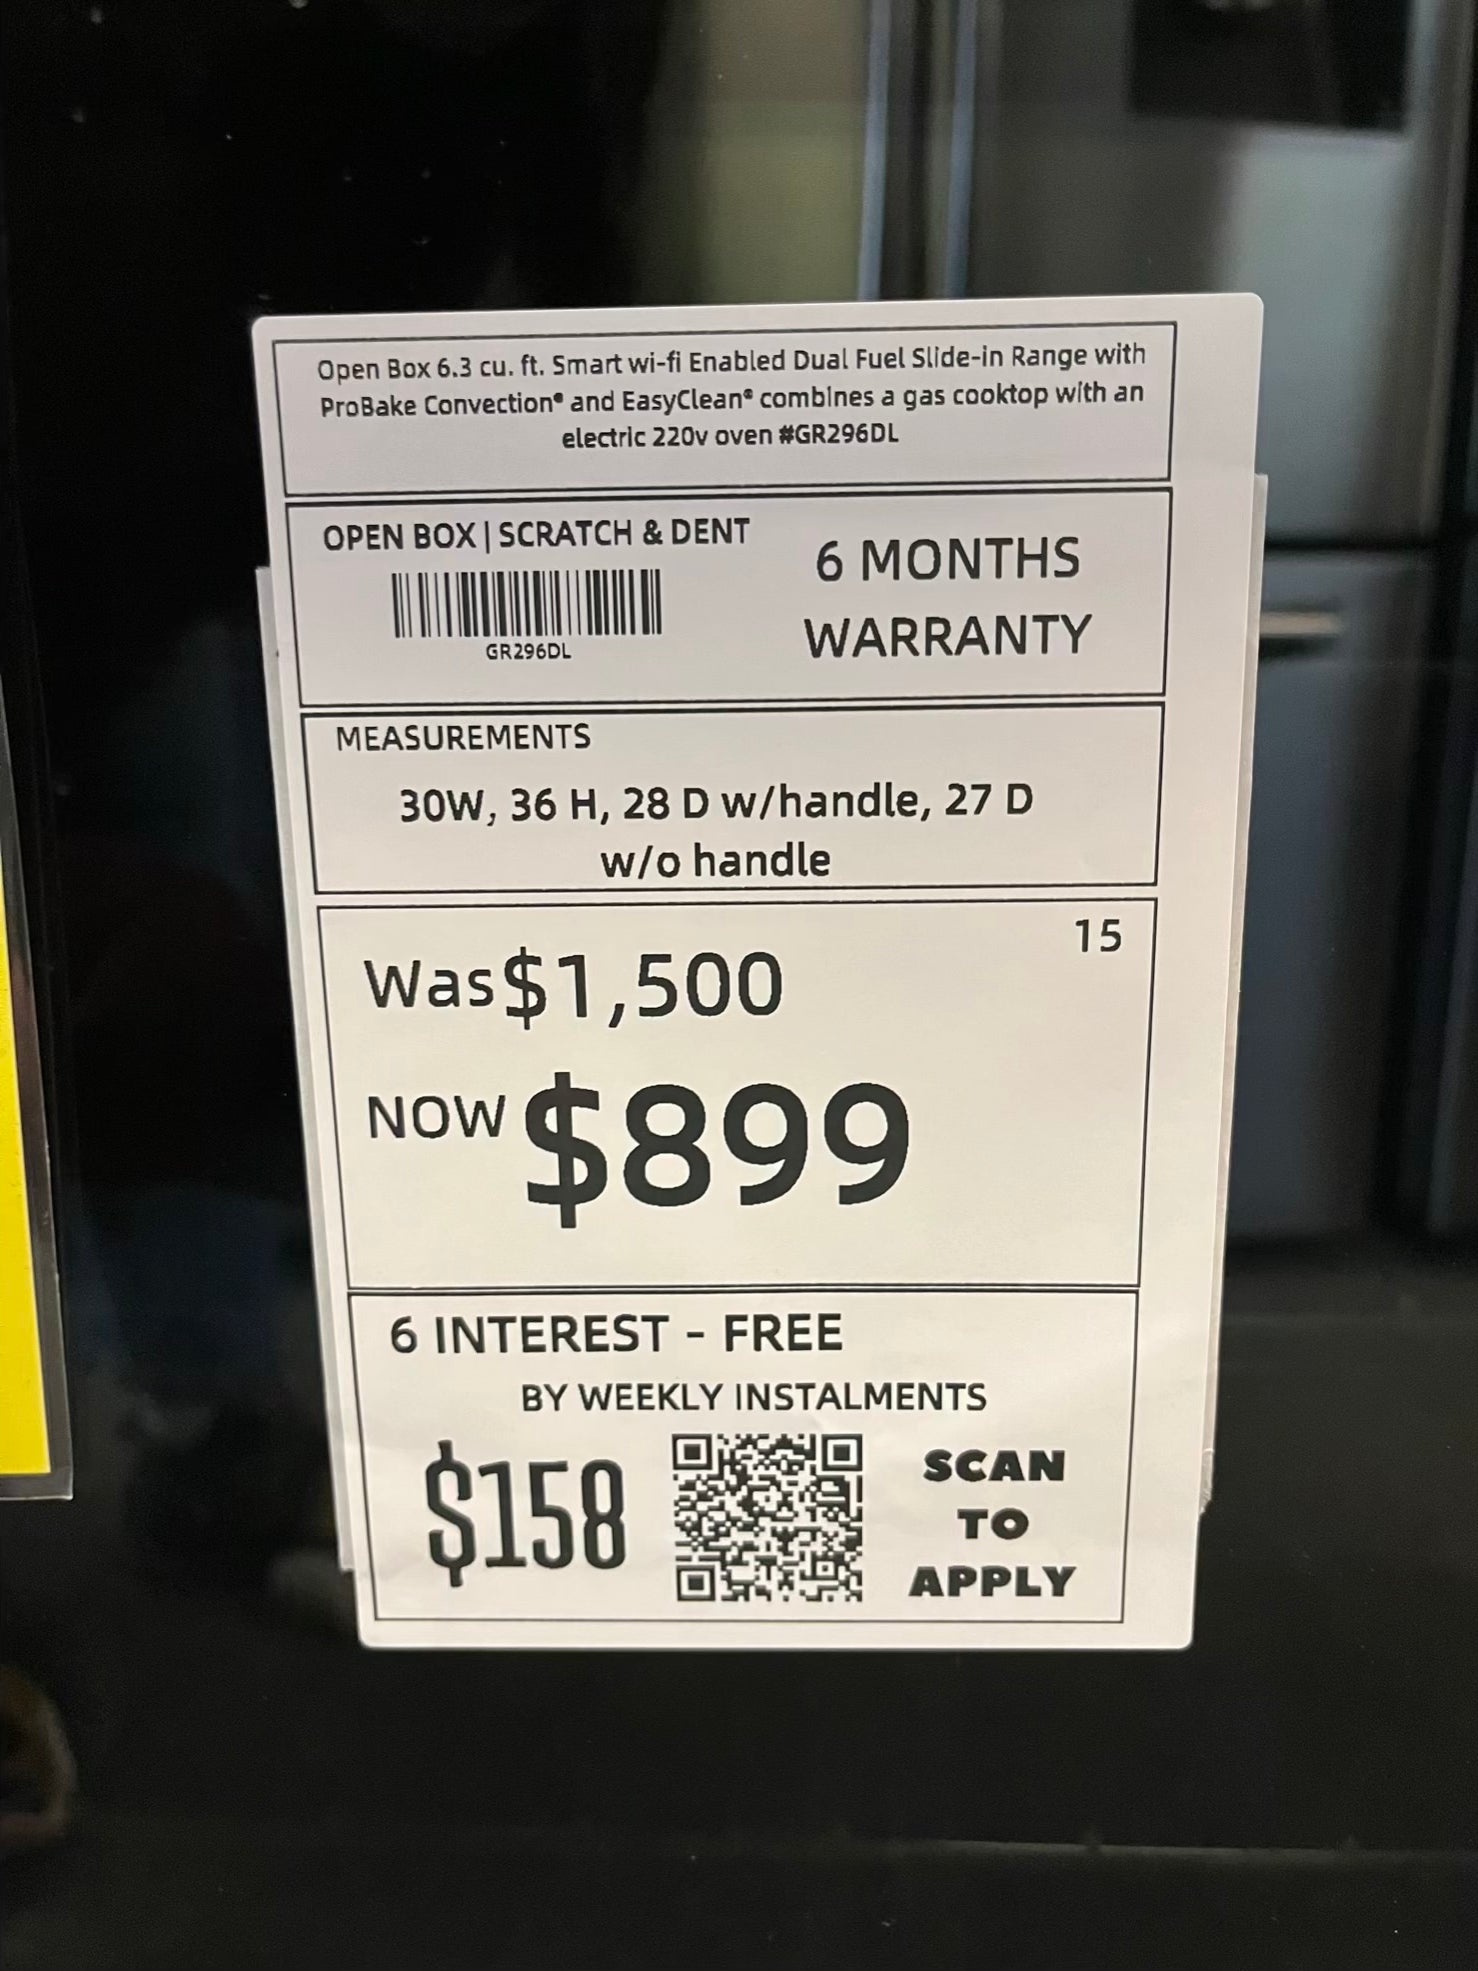 Open Box 6.3 cu. ft. Smart wi-fi Enabled Dual Fuel Slide-in Range with
ProBake Convection® and EasyClean® combines a gas cooktop with an
electric 220v oven #GR296DL
OPEN BOX | SCRATCH & DENT
GR296DL
6 MONTHS
WARRANTY
MEASUREMENTS
30W, 36 H, 28 D w/handle, 27 D
w/o handle
15
Was $1,500
NOW $899
6 INTEREST - FREE
BY WEEKLY INSTALMENTS
$158
SCAN
TO
APPLY